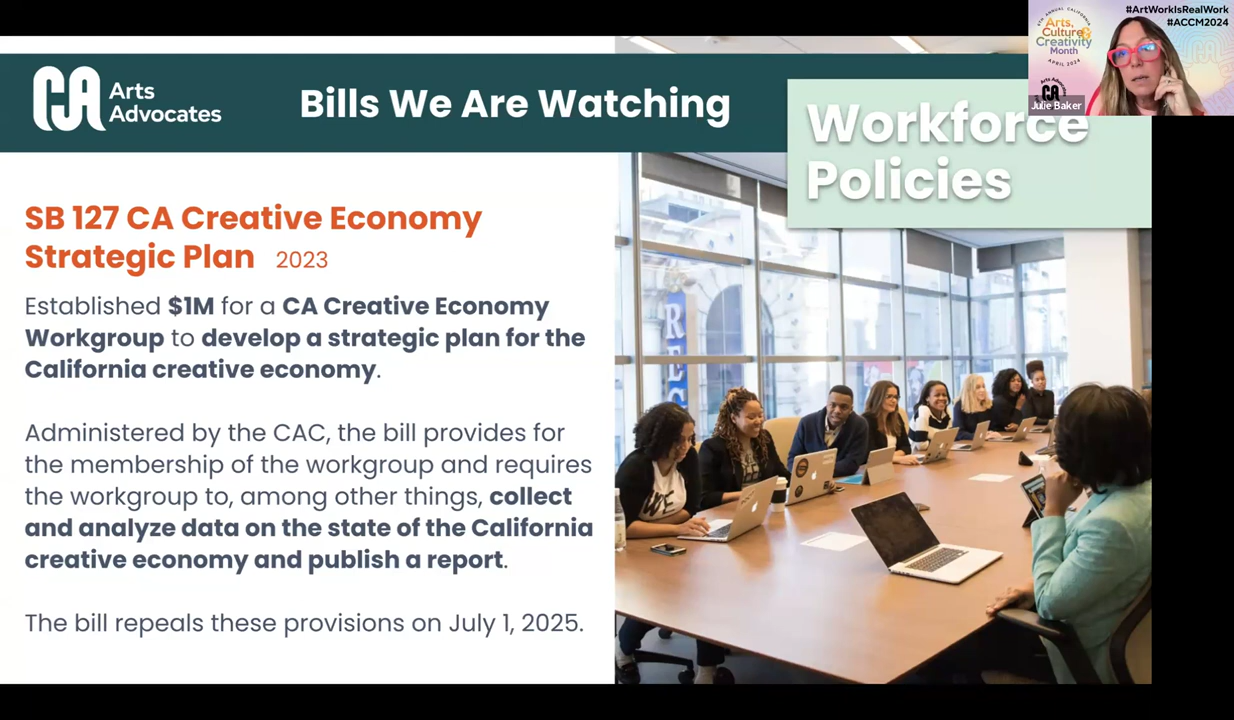 CA Arts
Advocates
Bills We Are Watching
Workforce
Policies
SB 127 CA Creative Economy
Strategic Plan 2023
Established $1M for a CA Creative Economy
Workgroup to develop a strategic plan for the
California creative economy.
Administered by the CAC, the bill provides for
the membership of the workgroup and requires
the workgroup to, among other things, collect
and analyze data on the state of the California
creative economy and publish a report.
The bill repeals these provisions on July 1, 2025.
#ArtWorkIsRealWork
#ACCM2024
Arts,
Culture &
Creativity
Month
APRIL 2024
CA
Julie Baker
REC
WE